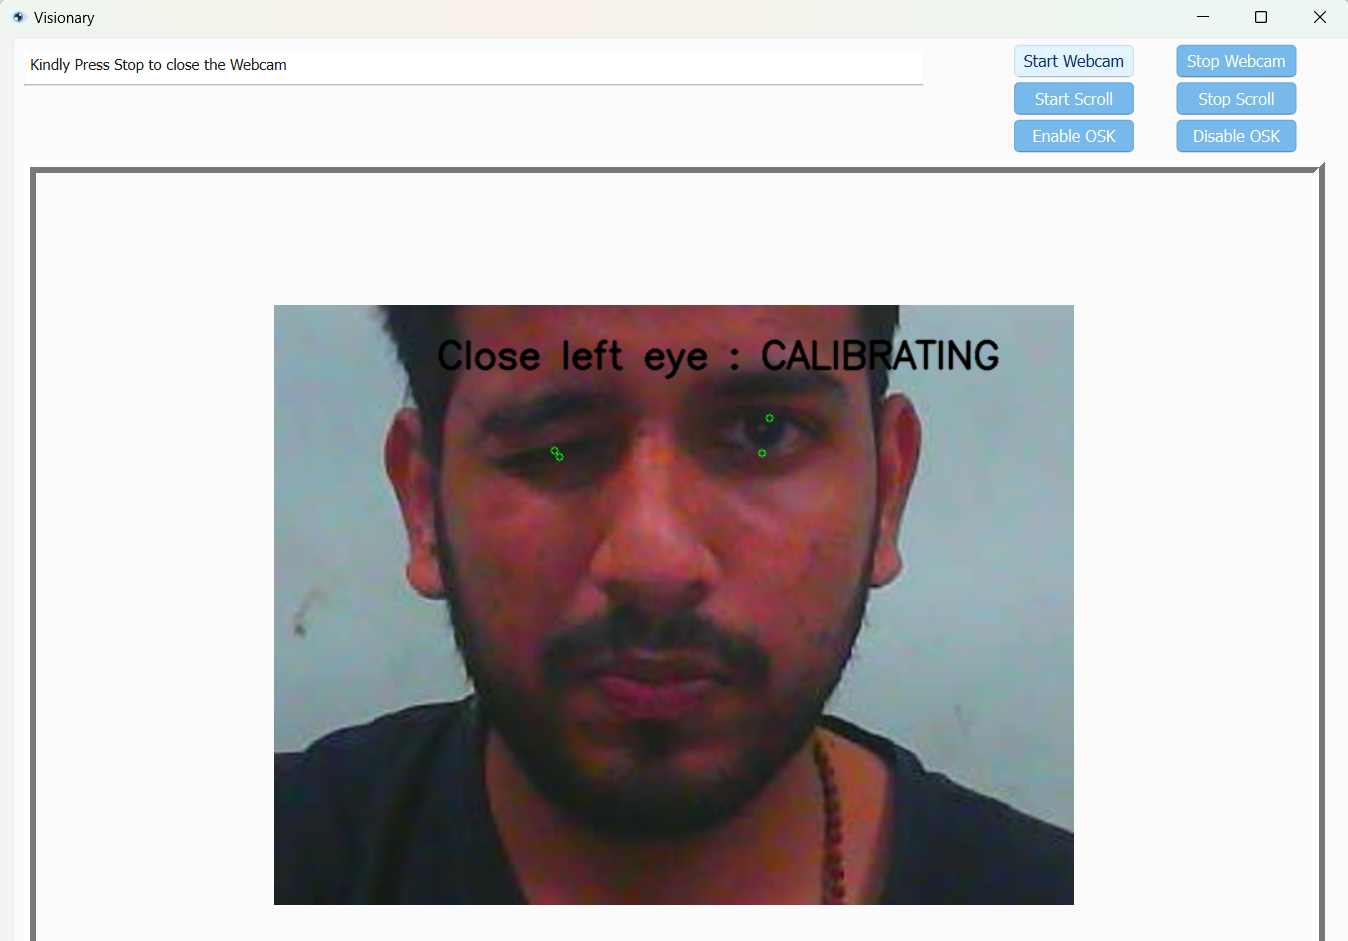 Visionary
Kindly Press Stop to close the Webcam
Start Webcam
Stop Webcam
Start Scroll
Stop Scroll
Enable OSK
Disable OSK
Close left eye : CALIBRATING